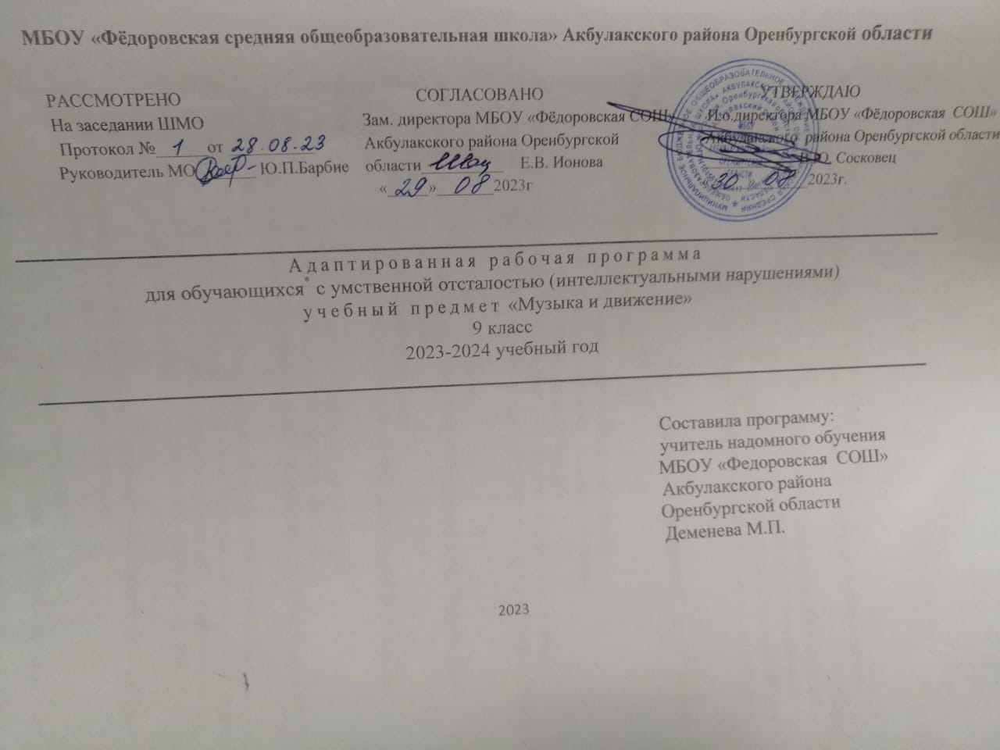 МБОУ «Фёдоровская средняя общеобразовательная школа» Акбулакского района Оренбургской области
РАССМОТРЕНО
На заседании ШМО
Протокол № 1 от 28.08.23
Руководитель МО Ю.П.Барбие
СОГЛАСОВАНО
Зам. директора МБОУ «Фёдоровская СОШ»
Акбулакского района Оренбургской
области Е.В. Ионова
«29» 08 2023г
УТВЕРЖДАЮ
И.о.директора МБОУ «Фёдоровская СОШ»
Акбулакского района Оренбургской области
В.Ю. Сосковец
«30» 08 2023г.
Адаптированная рабочая программа
для обучающихся* с умственной отсталостью (интеллектуальными нарушениями)
учебный предмет «Музыка и движение»
9 класс
2023-2024 учебный год
Составила программу:
учитель надомного обучения
МБОУ «Федоровская СОШ»
Акбулакского района
Оренбургской области
Деменева М.П.
2023